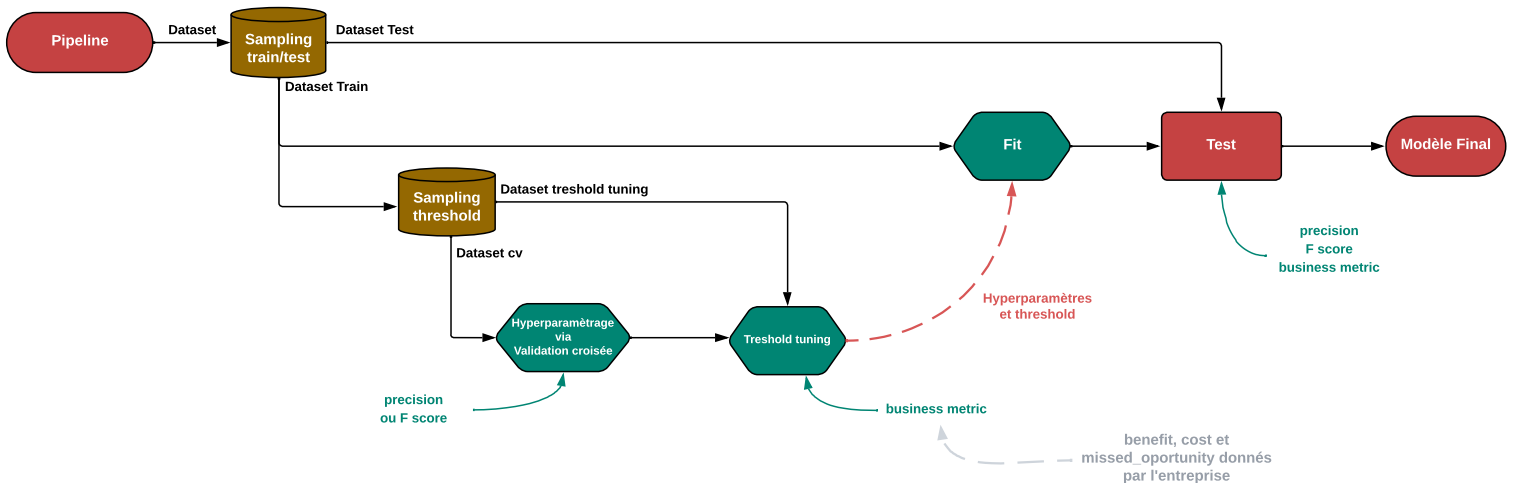 Pipeline
Dataset
Sampling
train/test
Dataset Test
Dataset Train
Fit
Test
Modèle Final
Sampling
threshold
Dataset treshold tuning
Dataset cv
precision
F score
business metric
Hyperparamètres
et threshold
Hyperparamètrage
via
Validation croisée
Treshold tuning
precision
ou F score
business metric
benefit, cost et
missed_oportunity donnés
par l'entreprise